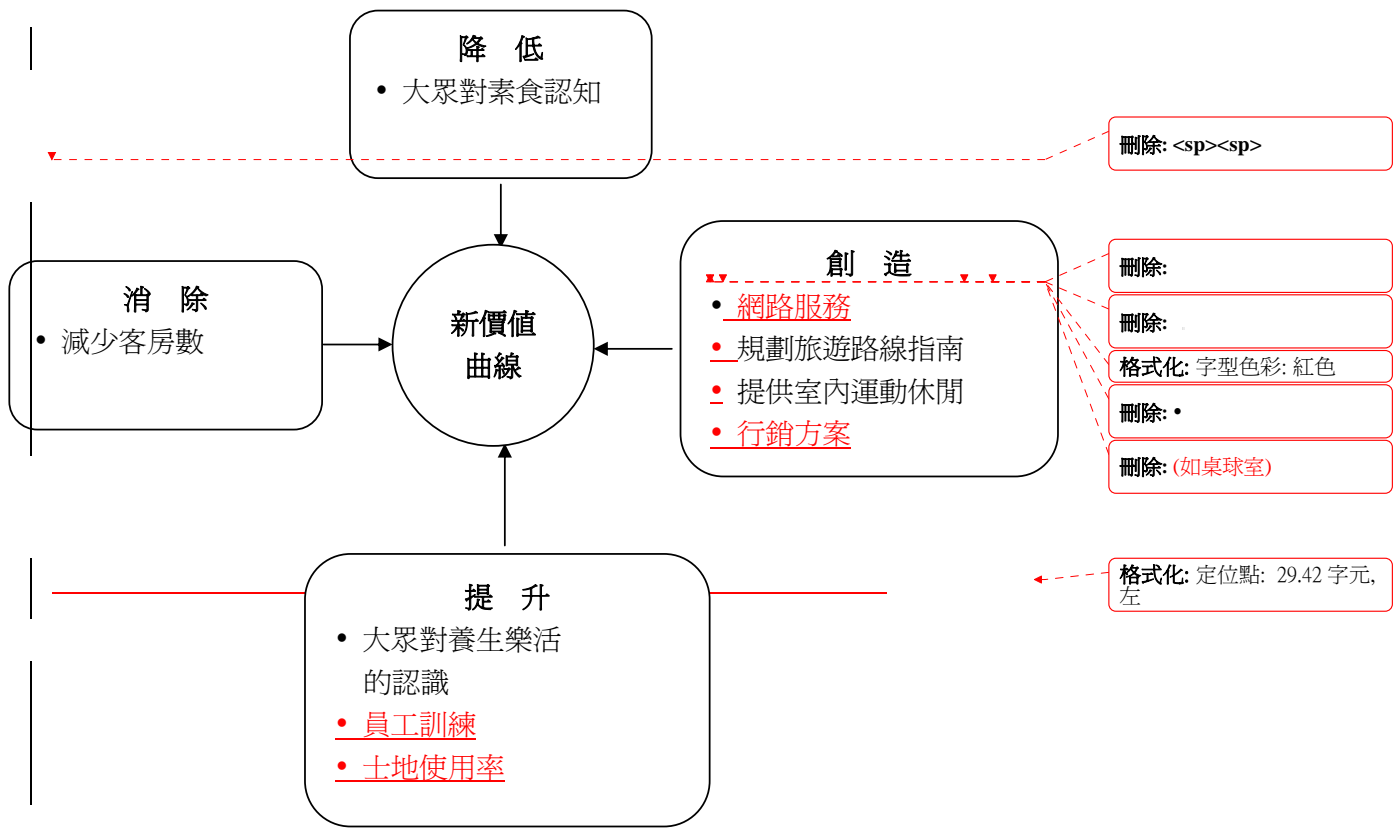 降 低
• 大眾對素食認知
刪除: <sp><sp>
消 除
• 減少客房數
新價值
曲線
創 造
• 網路服務
• 規劃旅遊路線指南
• 提供室內運動休閒
• 行銷方案
刪除:
刪除: .
格式化: 字型色彩: 紅色
刪除: •
刪除: (如桌球室)
提 升
• 大眾對養生樂活
的認識
• 員工訓練
• 土地使用率
格式化: 定位點: 29.42 字元,
左